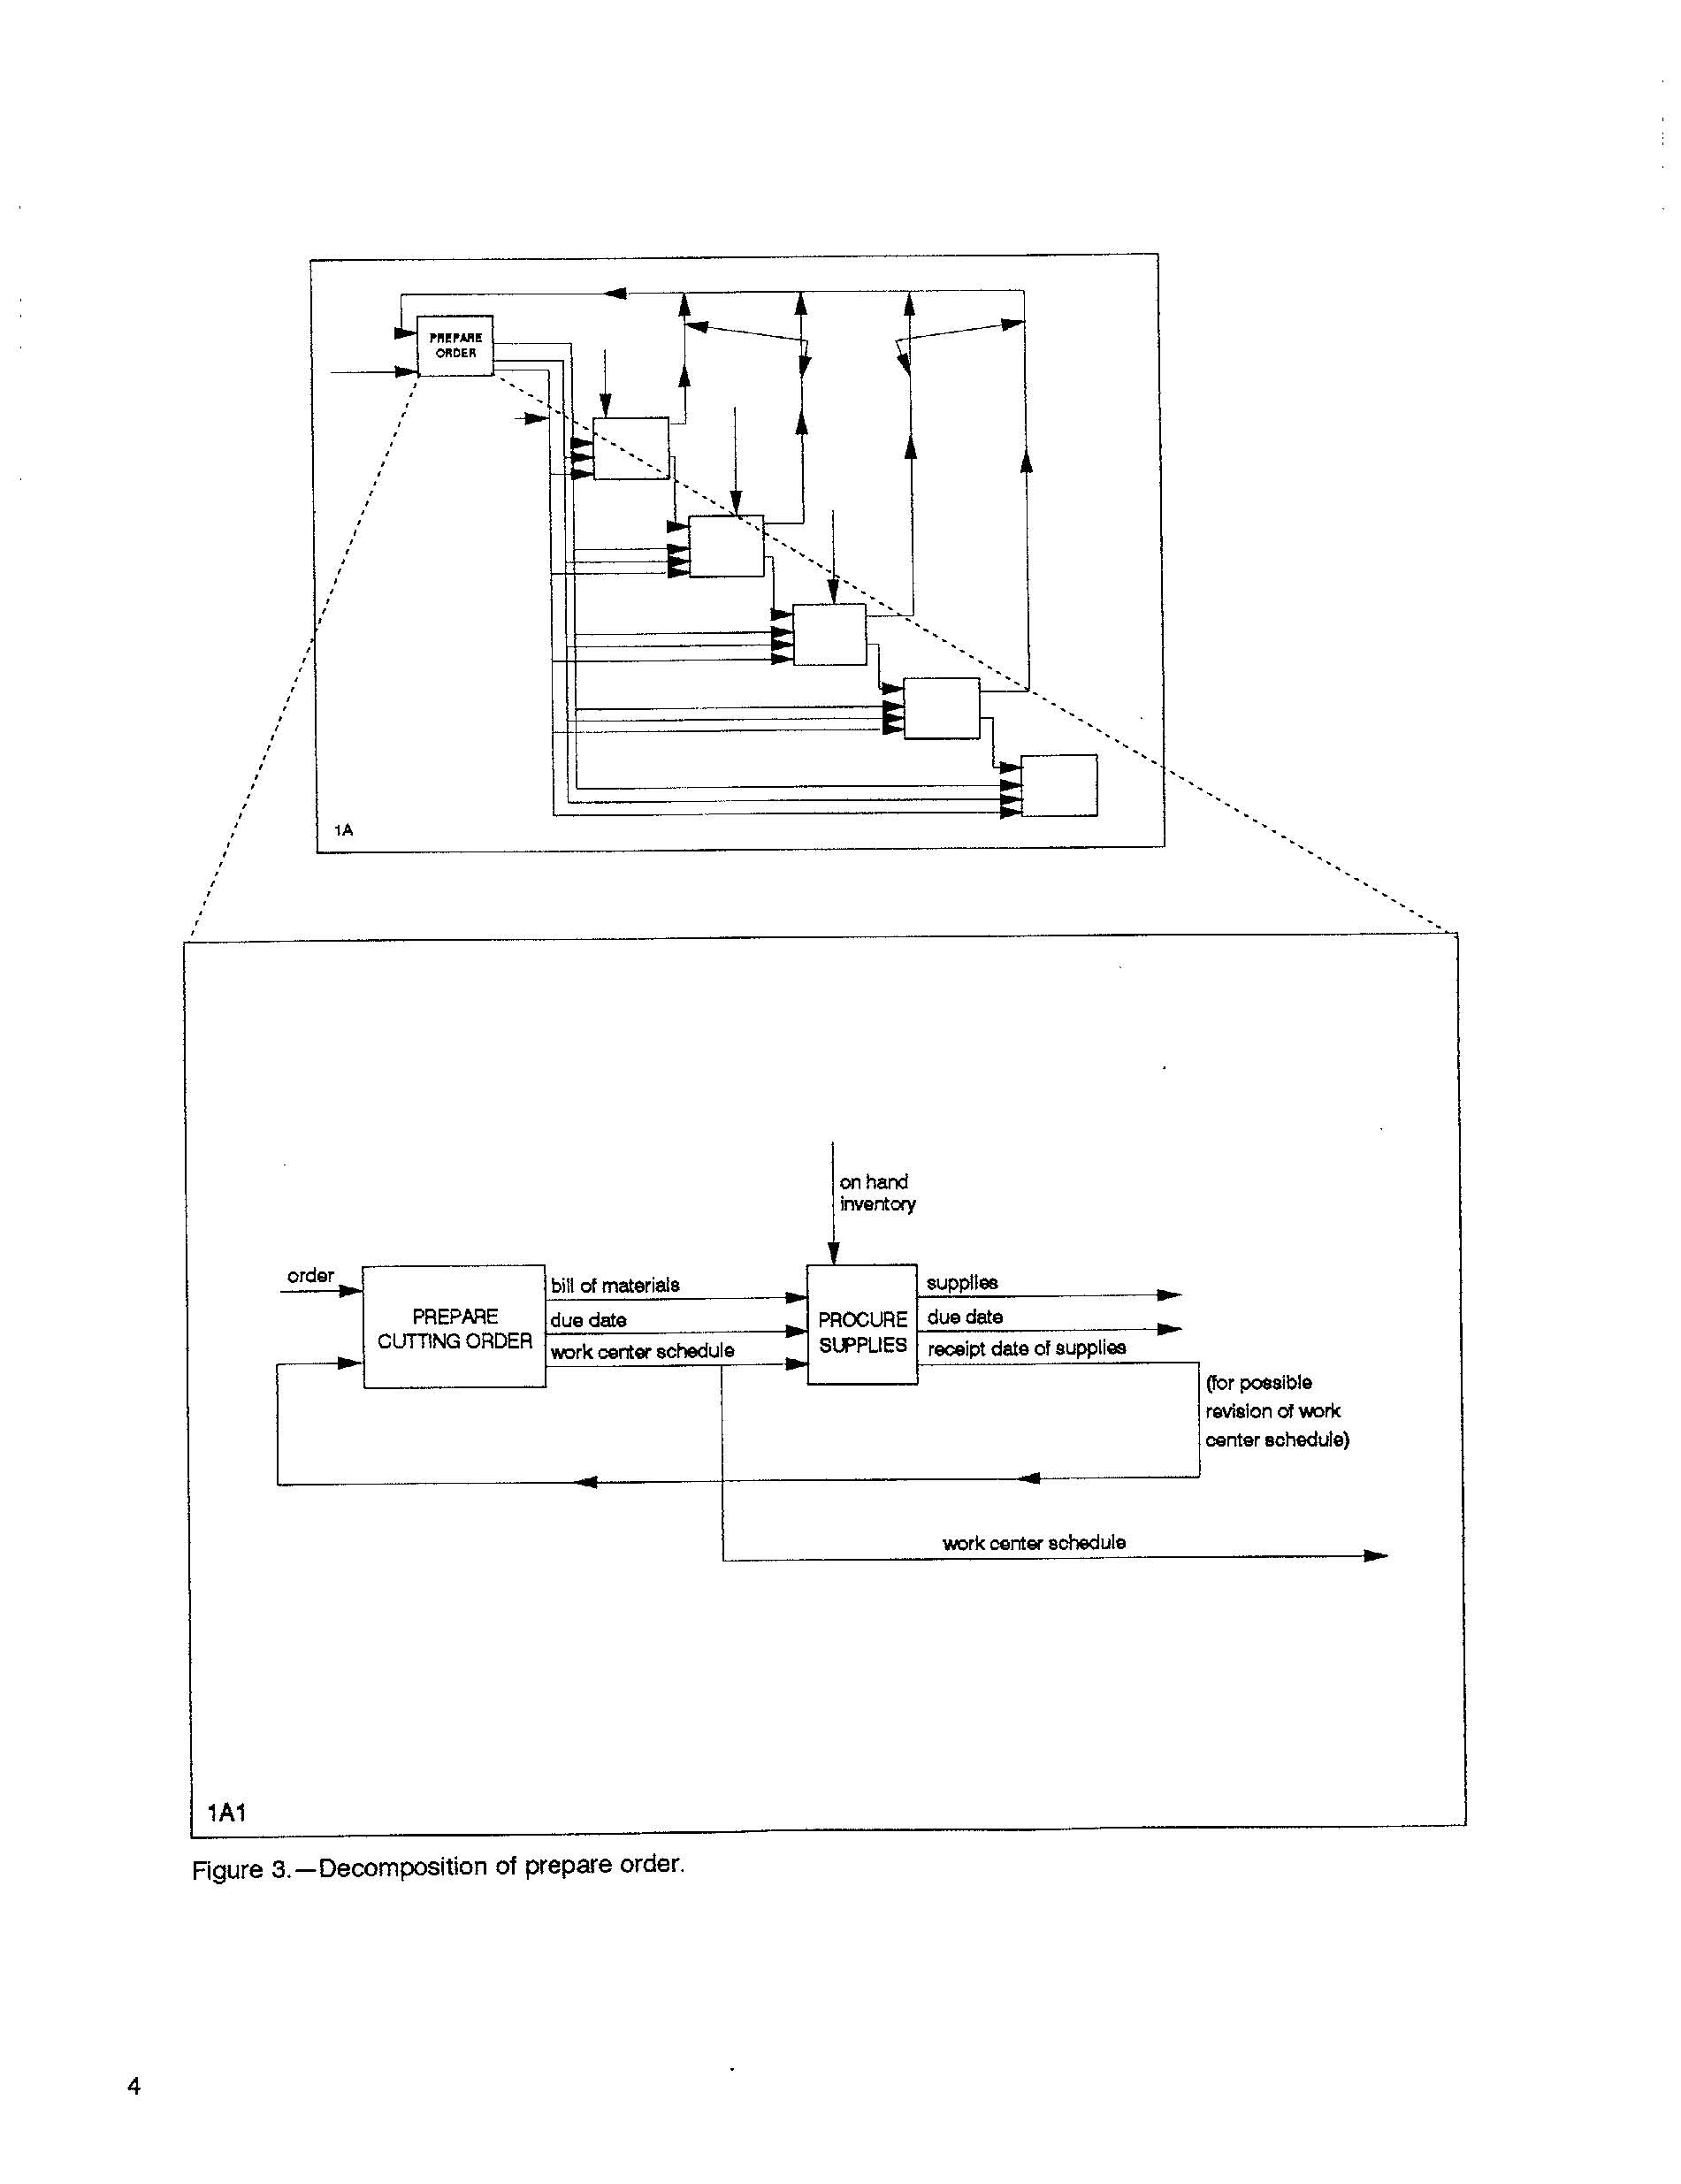 PREPARE
ORDER
1A
on hand
inventory
order
PREPARE
CUTTING ORDER
bill of materials
due date
work center schedule
PROCURE
SUPPLIES
supplies
due date
receipt date of supplies
(for possible
revision of work
center schedule)
work center schedule
1A1
Figure 3.—Decomposition of prepare order.
4